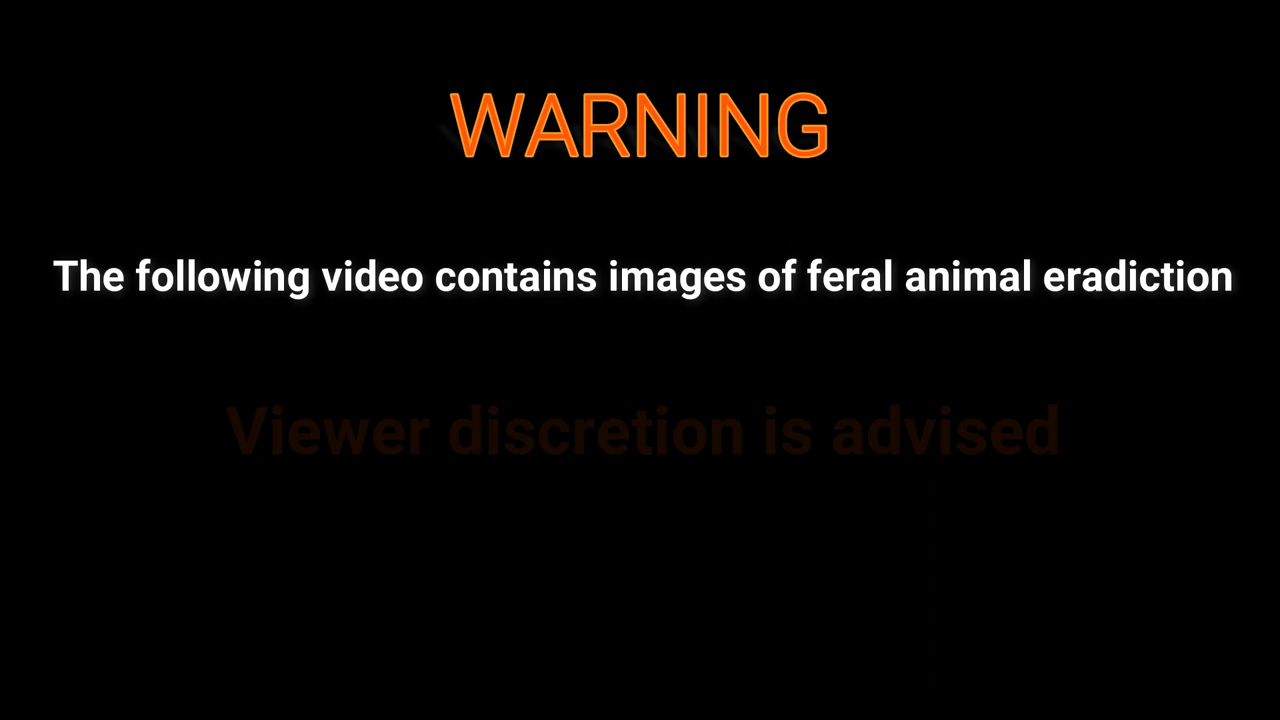 WARNING
The following video contains images of feral animal eradiction
Viewer discretion is advised